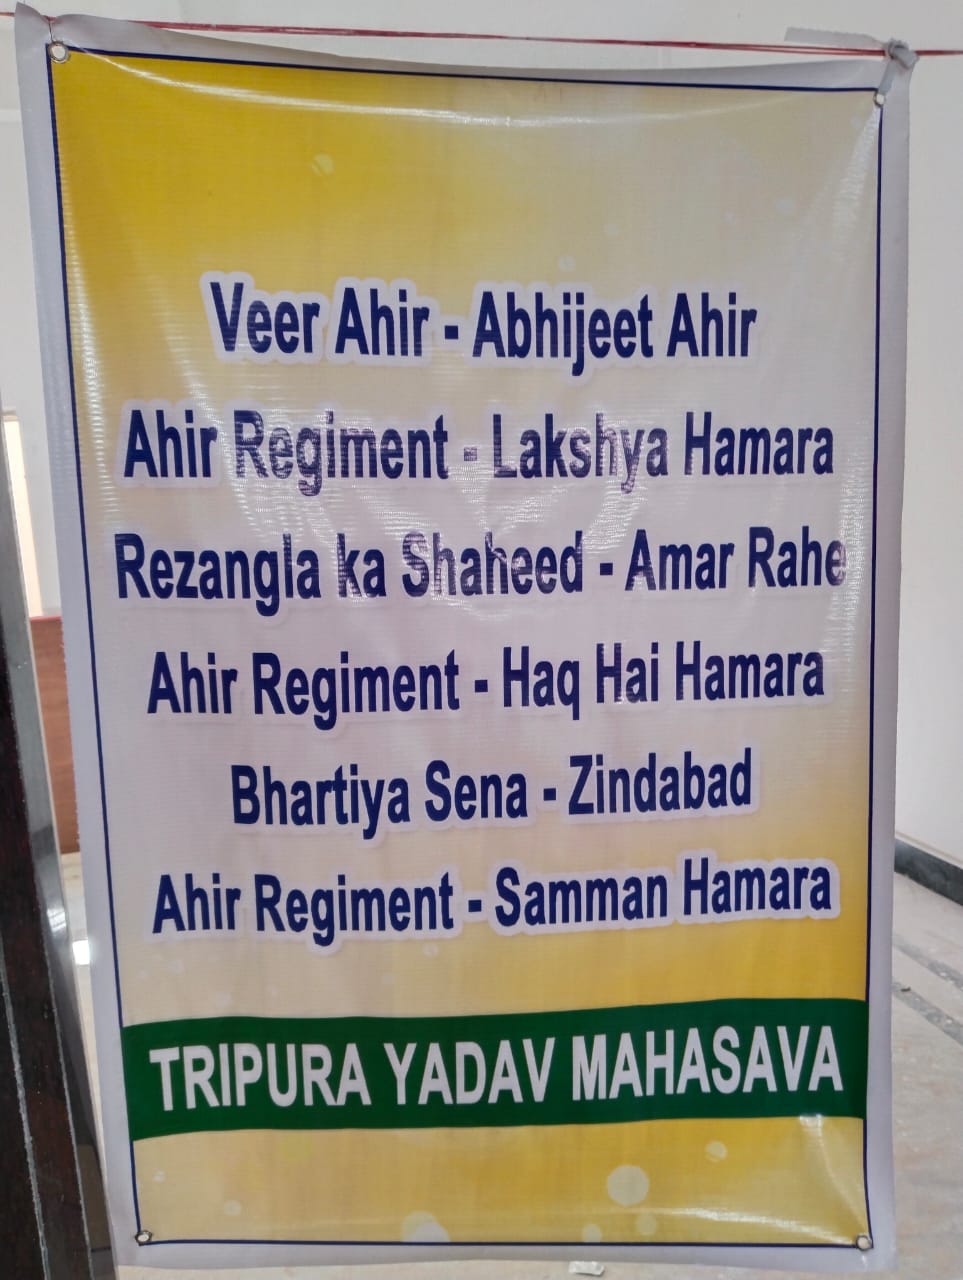 Veer Ahir - Abhijeet Ahir
Ahir Regiment - Lakshya Hamara
Rezangla ka Shaheed - Amar Rahe
Ahir Regiment - Haq Hai Hamara
Bhartiya Sena - Zindabad
Ahir Regiment - Samman Hamara
TRIPURA YADAV MAHASAVA